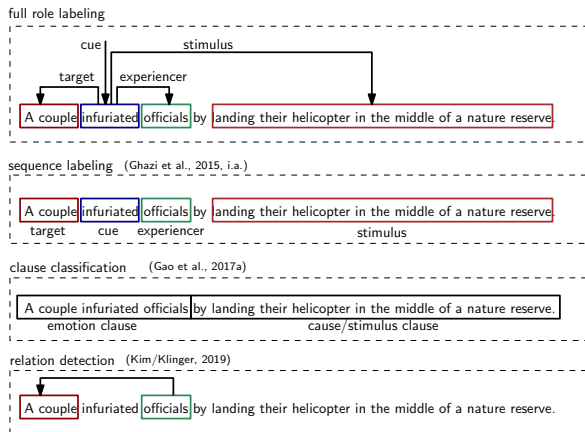 full role labeling
cue
stimulus
target
experiencer
A couple infuriated officials by landing their helicopter in the middle of a nature reserve.
sequence labeling (Ghazi et al., 2015, i.a.)
A couple infuriated officials by landing their helicopter in the middle of a nature reserve.
target cue experiencer stimulus
clause classification (Gao et al., 2017a)
A couple infuriated officials by landing their helicopter in the middle of a nature reserve.
emotion clause cause/stimulus clause
relation detection (Kim/Klinger, 2019)
A couple infuriated officials by landing their helicopter in the middle of a nature reserve.